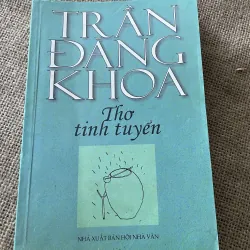 TRẦN
ĐĂNG
KHOA
Thơ
tinh tuyển
NHÀ XUẤT BẢN HỘI NHÀ VĂN